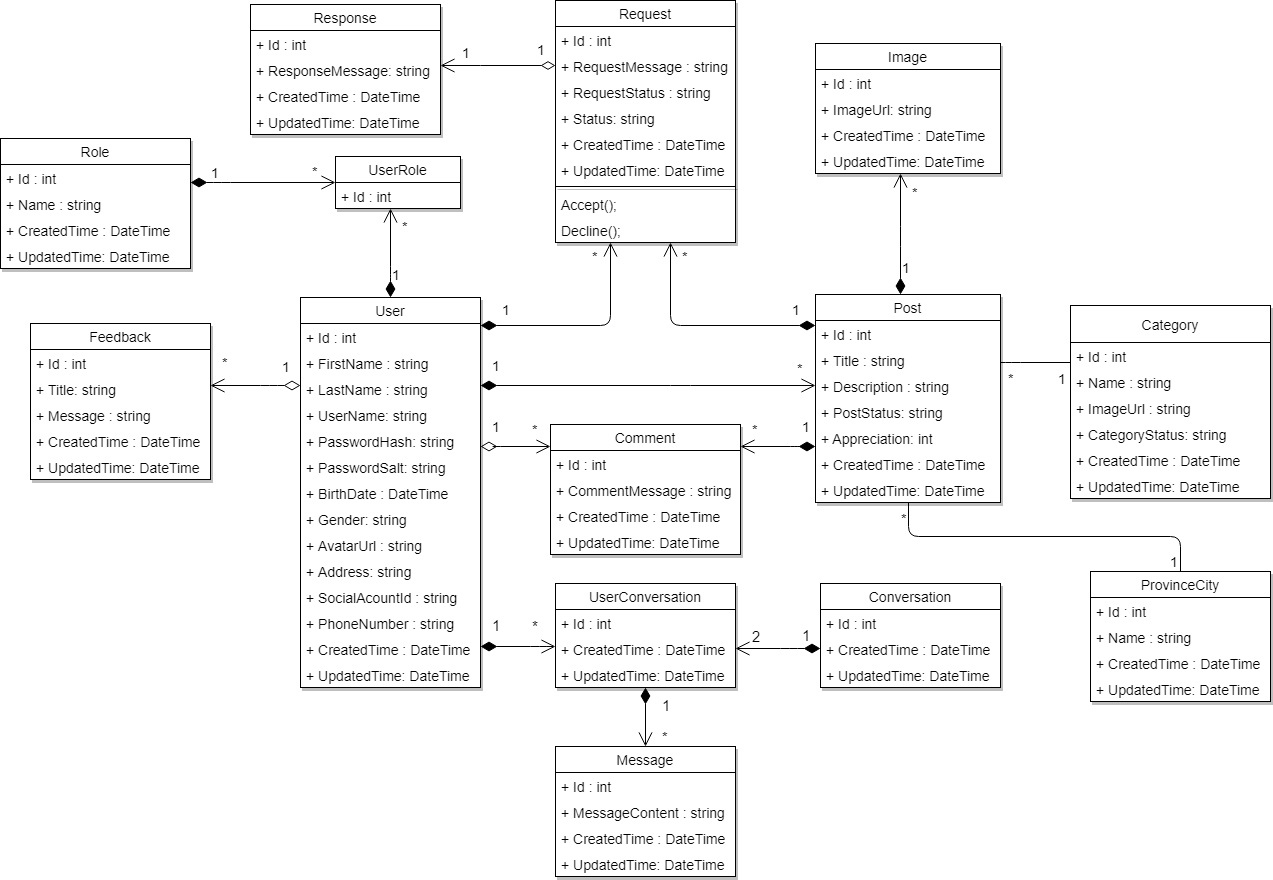 Response
+ Id : int
+ ResponseMessage: string
+ CreatedTime : DateTime
+ UpdatedTime: DateTime
1
1
Request
+ Id : int
+ RequestMessage : string
+ RequestStatus : string
+ Status: string
+ CreatedTime : DateTime
+ UpdatedTime: DateTime
Accept();
Decline();
Image
+ Id : int
+ ImageUrl: string
+ CreatedTime : DateTime
+ UpdatedTime: DateTime
*
1
Role
+ Id : int
+ Name : string
+ CreatedTime : DateTime
+ UpdatedTime: DateTime
1
*
UserRole
+ Id : int
*
1
*
*
1
1
Feedback
+ Id : int
+ Title: string
+ Message : string
+ CreatedTime : DateTime
+ UpdatedTime: DateTime
*
1
User
+ Id : int
+ FirstName : string
+ LastName : string
+ UserName: string
+ PasswordHash: string
+ PasswordSalt: string
+ BirthDate : DateTime
+ Gender: string
+ AvatarUrl : string
+ Address: string
+ SocialAcountId : string
+ PhoneNumber : string
+ CreatedTime : DateTime
+ UpdatedTime: DateTime
1
*
1
*
*
1
Comment
+ Id : int
+ CommentMessage : string
+ CreatedTime : DateTime
+ UpdatedTime: DateTime
Post
+ Id : int
+ Title : string
+ Description : string
+ PostStatus: string
+ Appreciation: int
+ CreatedTime : DateTime
+ UpdatedTime: DateTime
*
1
Category
+ Id : int
+ Name : string
+ ImageUrl : string
+ CategoryStatus: string
+ CreatedTime : DateTime
+ UpdatedTime: DateTime
*
1
ProvinceCity
+ Id : int
+ Name : string
+ CreatedTime : DateTime
+ UpdatedTime: DateTime
1
*
UserConversation
+ Id : int
+ CreatedTime : DateTime
+ UpdatedTime: DateTime
2
1
Conversation
+ Id : int
+ CreatedTime : DateTime
+ UpdatedTime: DateTime
1
*
Message
+ Id : int
+ MessageContent : string
+ CreatedTime : DateTime
+ UpdatedTime: DateTime